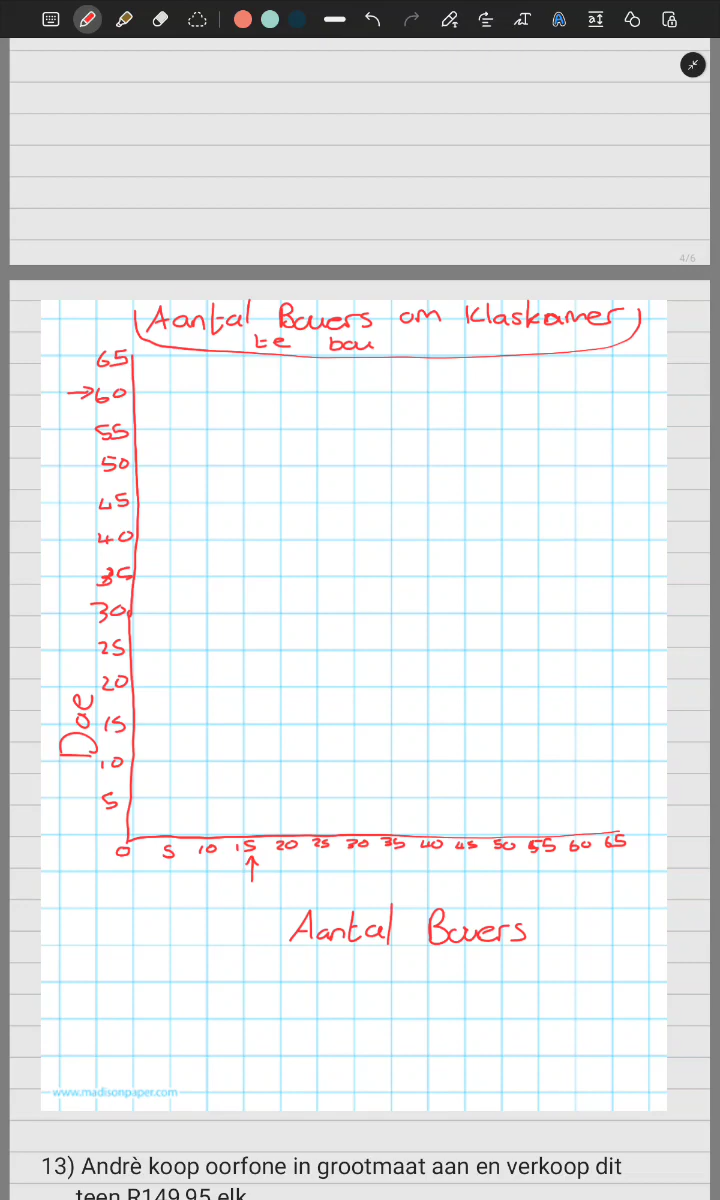 4/6
Aantal Bouers om Klaskamer
te bou
65
60
55
50
45
40
35
30
25
20
15
10
5
Dae
0 5 10 15 20 25 30 35 40 45 50 55 60 65
Aantal Bouers
www.madisonpaper.com
13) Andrè koop oorfone in grootmaat aan en verkoop dit
teen R149,95 elk